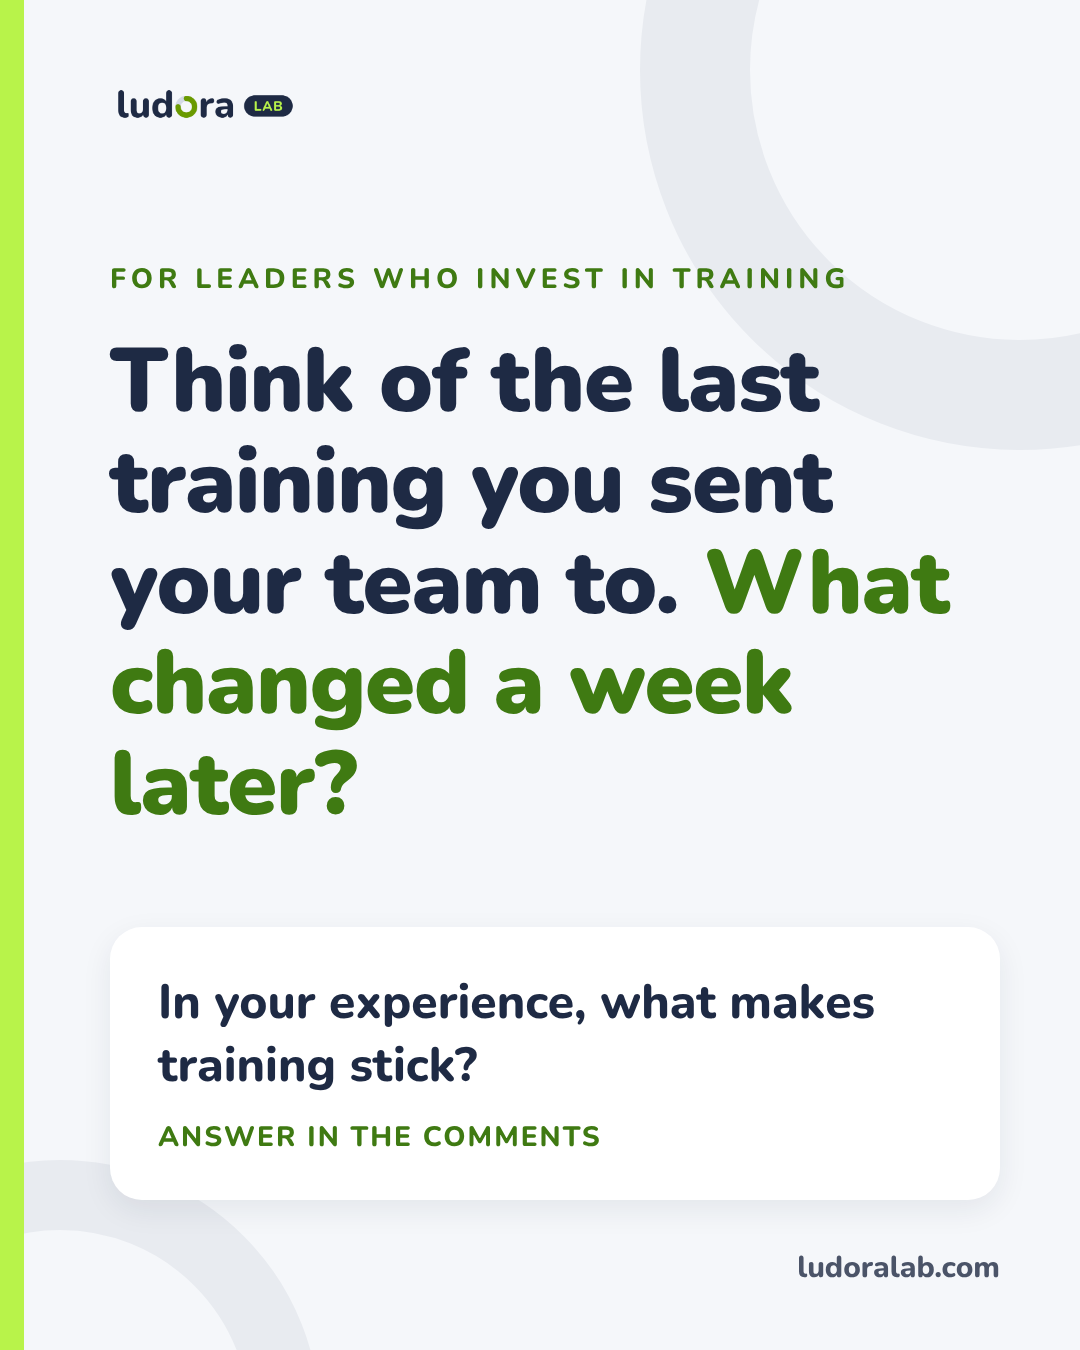 ludora LAB
FOR LEADERS WHO INVEST IN TRAINING
Think of the last
training you sent
your team to. What
changed a week
later?
In your experience, what makes
training stick?
ANSWER IN THE COMMENTS
ludoralab.com